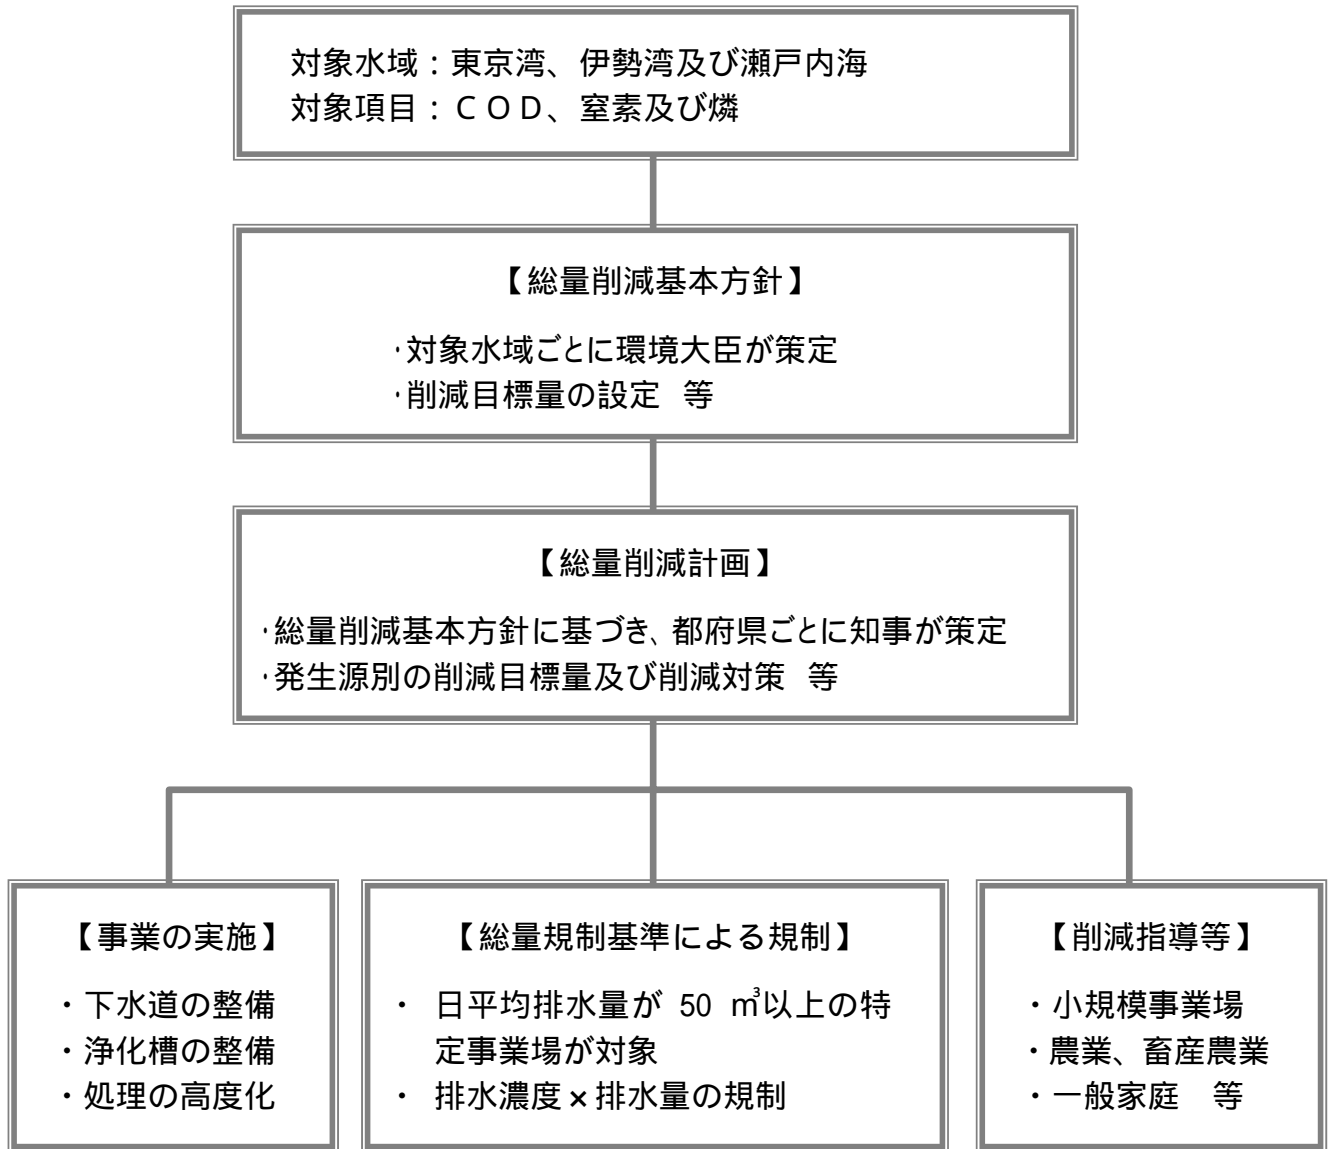 対象水域：東京湾、伊勢湾及び瀬戸内海
対象項目：ＣＯＤ、窒素及び燐
【総量削減基本方針】
・対象水域ごとに環境大臣が策定
・削減目標量の設定　等
【総量削減計画】
・総量削減基本方針に基づき、都府県ごとに知事が策定
・発生源別の削減目標量及び削減対策　等
【事業の実施】
・下水道の整備
・浄化槽の整備
・処理の高度化
【総量規制基準による規制】
・ 日平均排水量が 50 ㎥以上の特
定事業場が対象
・ 排水濃度×排水量の規制
【削減指導等】
・小規模事業場
・農業、畜産農業
・一般家庭　等